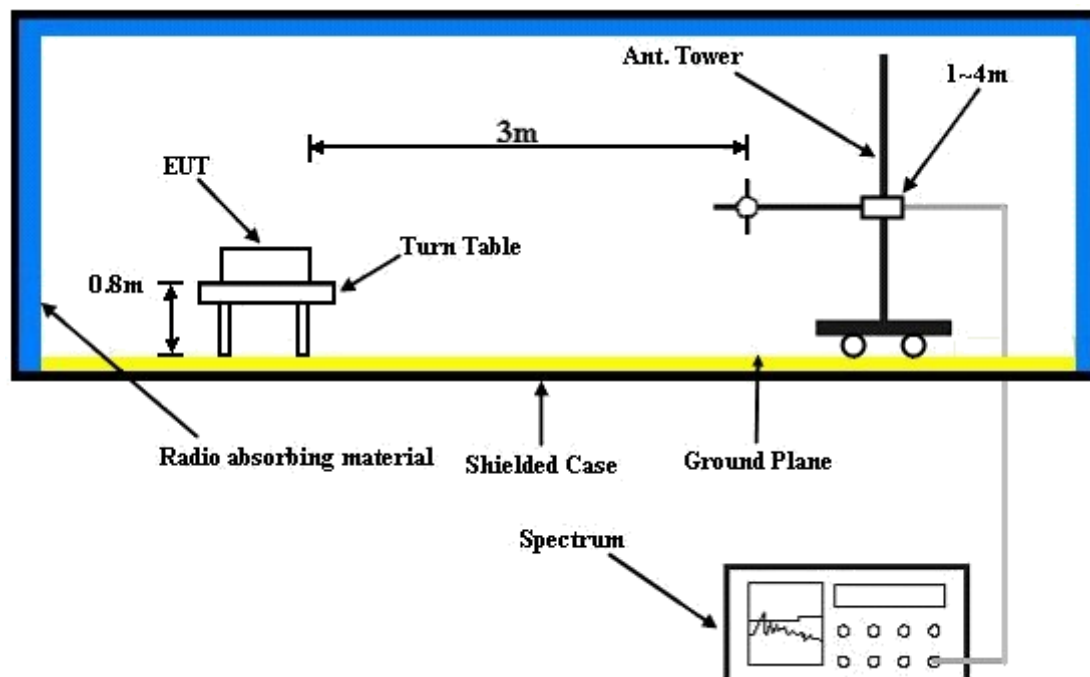 Ant. Tower
1~4m
3m
EUT
Turn Table
0.8m
Radio absorbing material
Shielded Case
Ground Plane
Spectrum